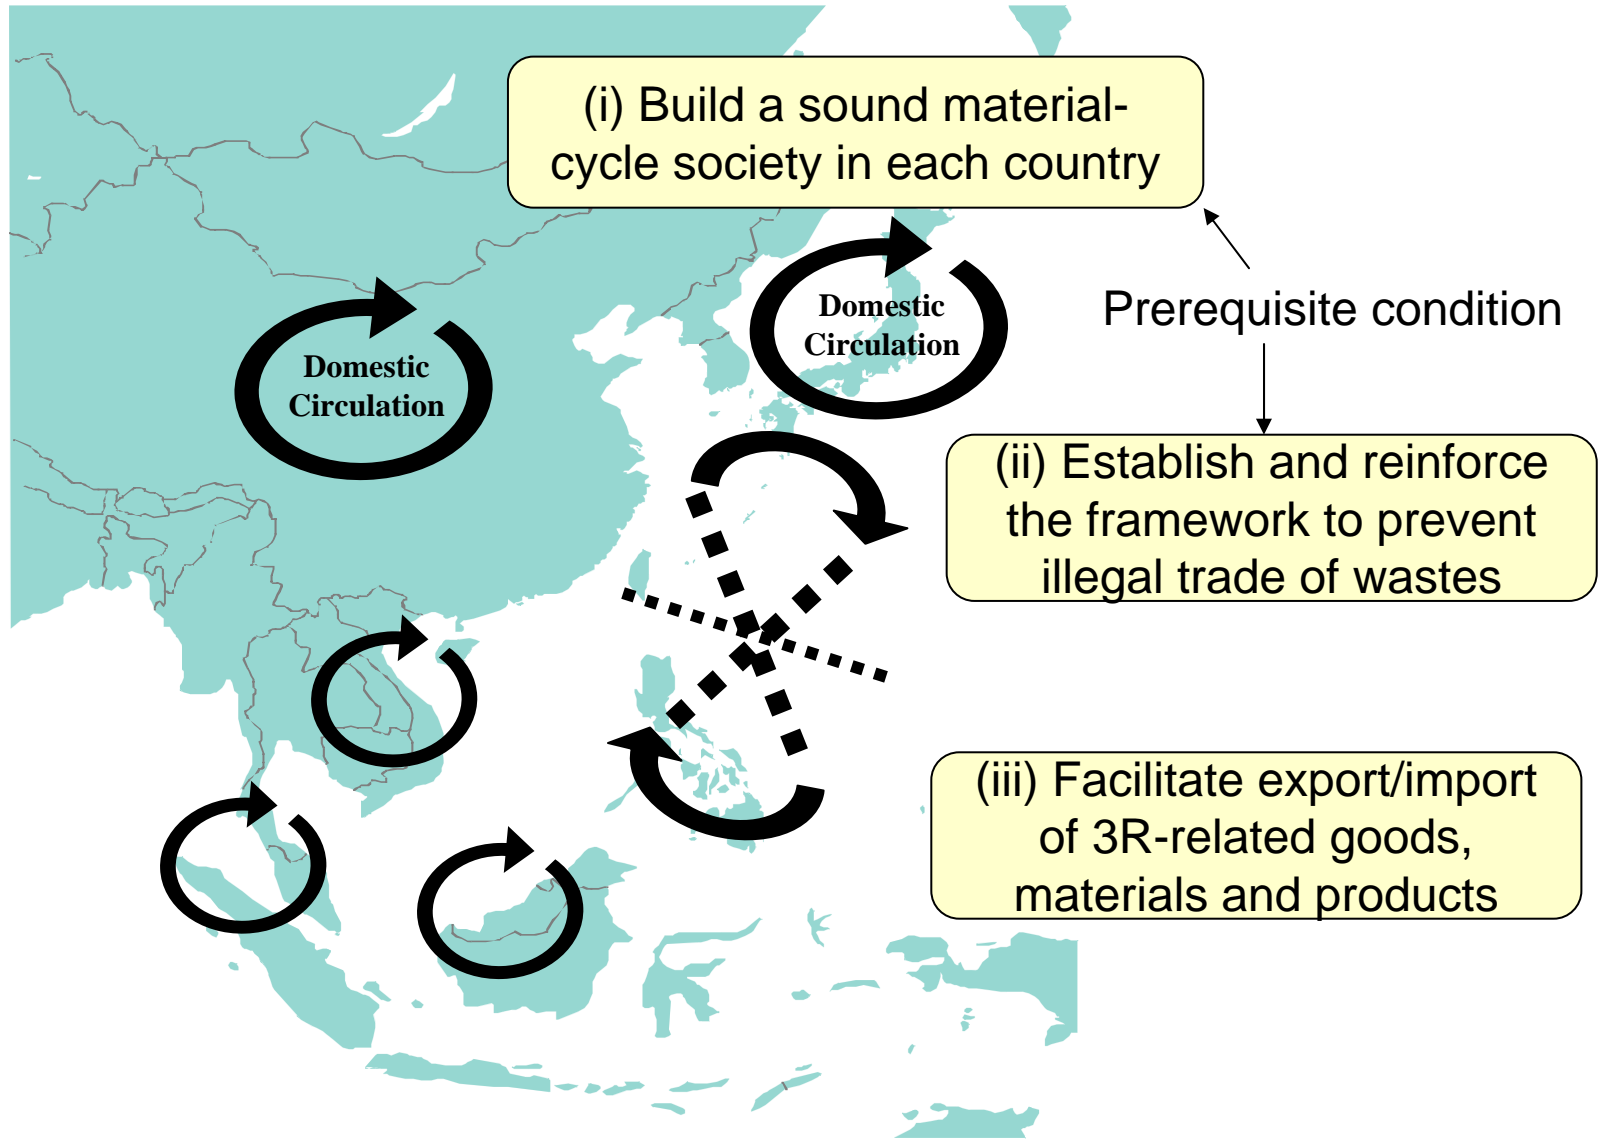 (i) Build a sound material-
cycle society in each country
Domestic
Circulation
Domestic
Circulation
Prerequisite condition
(ii) Establish and reinforce
the framework to prevent
illegal trade of wastes
(iii) Facilitate export/import
of 3R-related goods,
materials and products